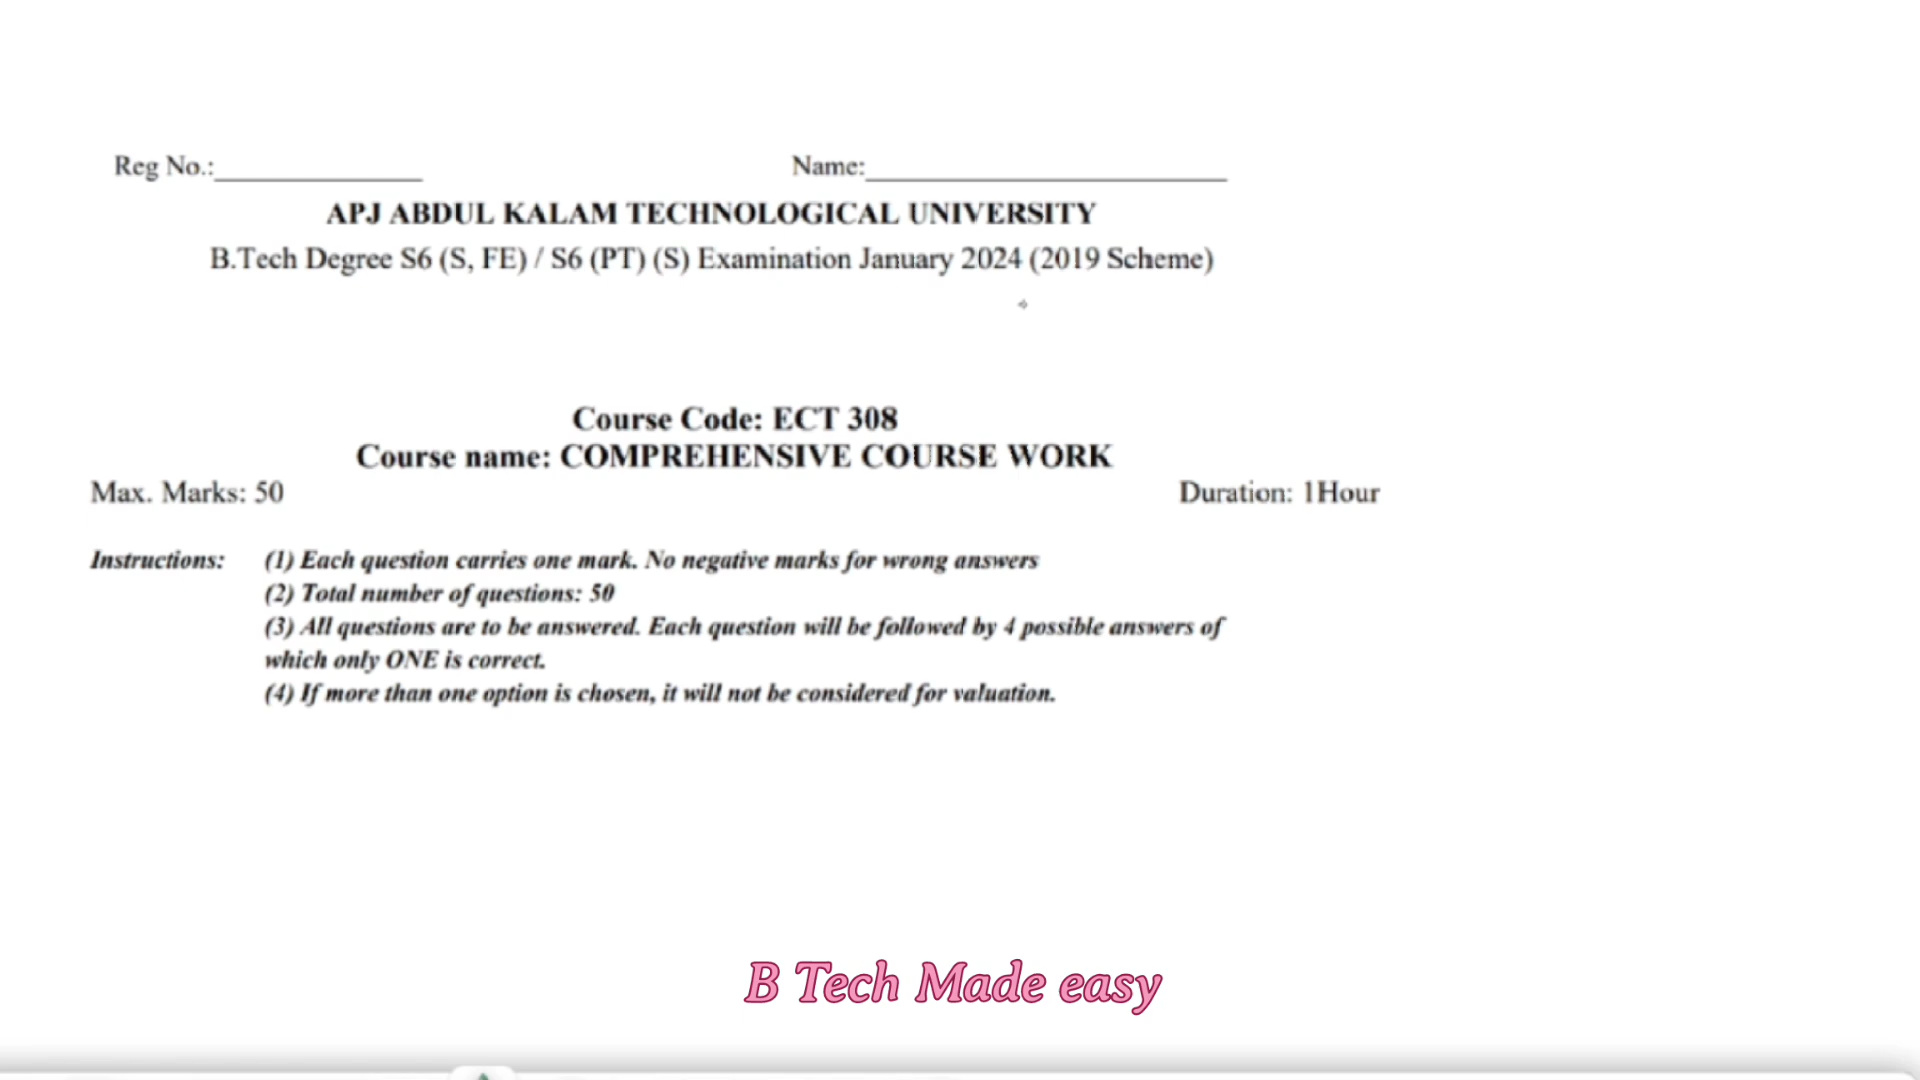 Reg No.:_______________ Name:__________________________
APJ ABDUL KALAM TECHNOLOGICAL UNIVERSITY
B.Tech Degree S6 (S, FE) / S6 (PT) (S) Examination January 2024 (2019 Scheme)
Course Code: ECT 308
Course name: COMPREHENSIVE COURSE WORK
Max. Marks: 50 Duration: 1Hour
Instructions: (1) Each question carries one mark. No negative marks for wrong answers
(2) Total number of questions: 50
(3) All questions are to be answered. Each question will be followed by 4 possible answers of
which only ONE is correct.
(4) If more than one option is chosen, it will not be considered for valuation.
B Tech Made easy